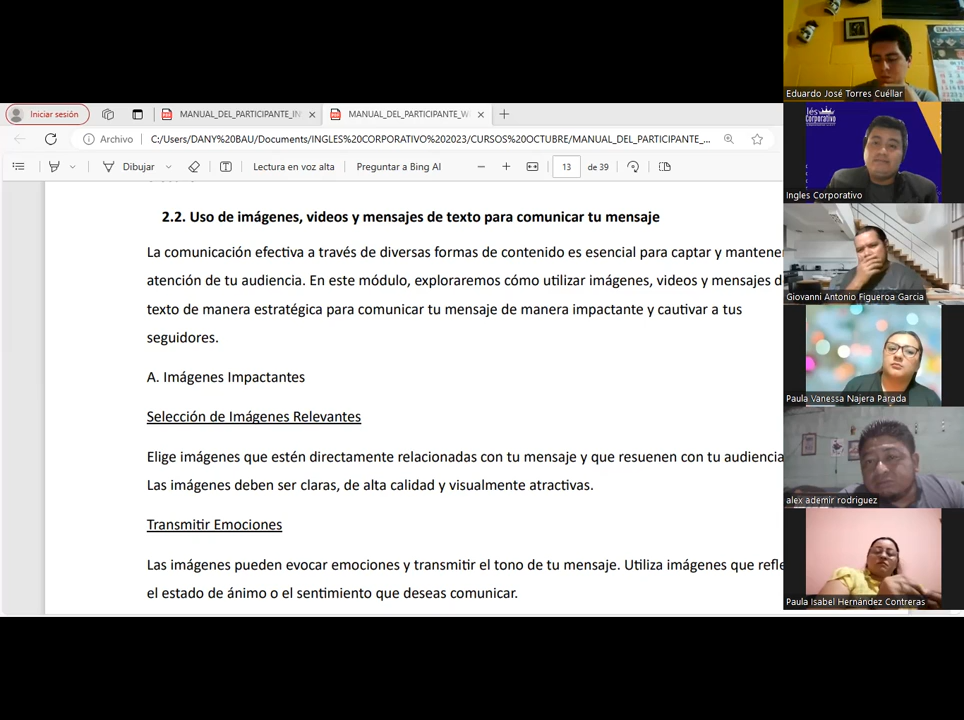 Iniciar sesión
MANUAL_DEL_PARTICIPANTE_IN
MANUAL_DEL_PARTICIPANTE_W
Archivo
C:/Users/DANY%20BAU/Documents/INGLES%20CORPORATIVO%202023/CURSOS%20OCTUBRE/MANUAL_DEL_PARTICIPANTE_...
Dibujar
Lectura en voz alta
Preguntar a Bing AI
13
de 39
2.2. Uso de imágenes, videos y mensajes de texto para comunicar tu mensaje
La comunicación efectiva a través de diversas formas de contenido es esencial para captar y mantener
atención de tu audiencia. En este módulo, exploraremos cómo utilizar imágenes, videos y mensajes d
texto de manera estratégica para comunicar tu mensaje de manera impactante y cautivar a tus
seguidores.
A. Imágenes Impactantes
Selección de Imágenes Relevantes
Elige imágenes que estén directamente relacionadas con tu mensaje y que resuenen con tu audiencia
Las imágenes deben ser claras, de alta calidad y visualmente atractivas.
Transmitir Emociones
Las imágenes pueden evocar emociones y transmitir el tono de tu mensaje. Utiliza imágenes que refle
el estado de ánimo o el sentimiento que deseas comunicar.
Eduardo José Torres Cuéllar
Corporativo
Ingles Corporativo
Giovanni Antonio Figueroa Garcia
Paula Vanessa Najera Parada
alex ademir rodriguez
Paula Isabel Hernández Contreras